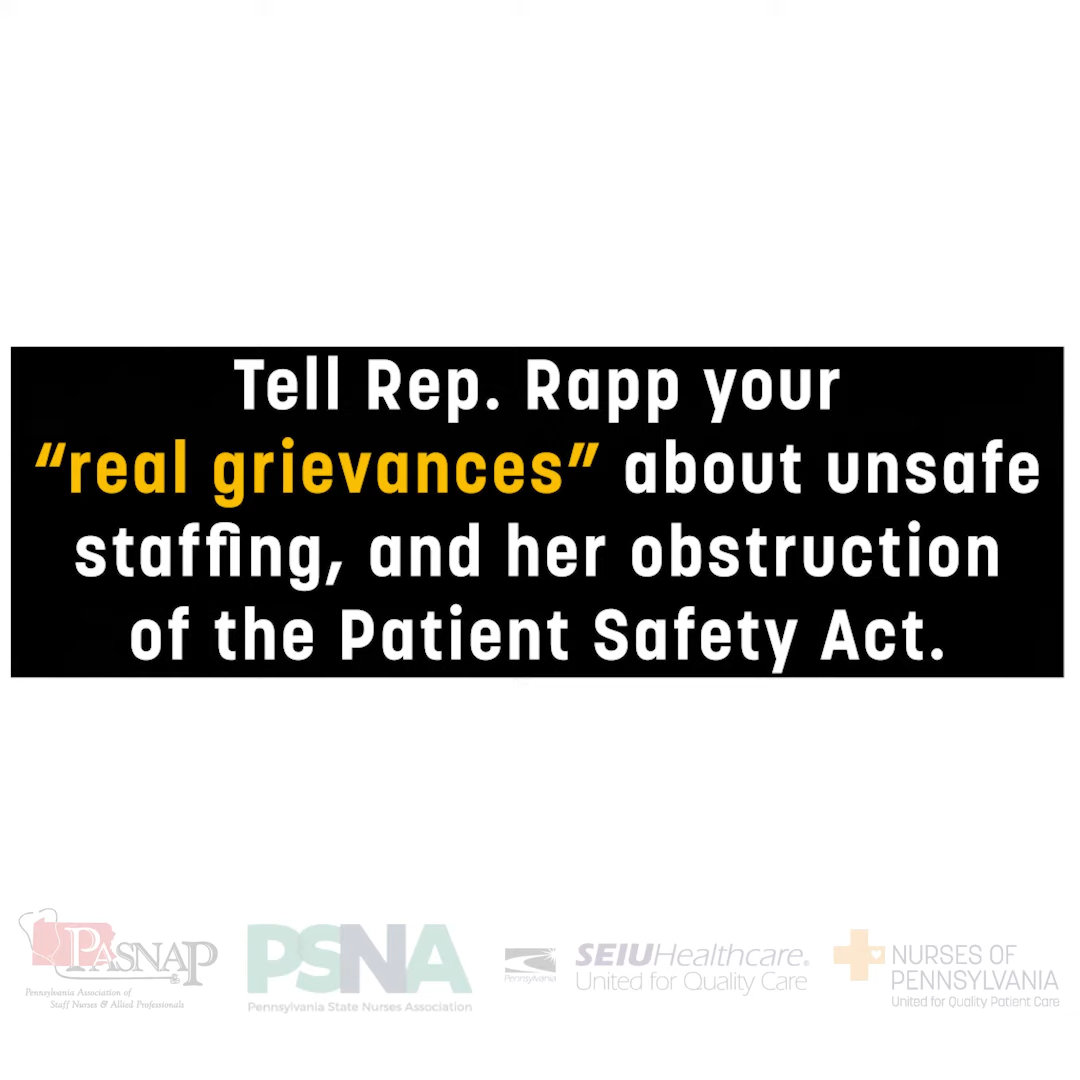 Tell Rep. Rapp your
“real grievances” about unsafe
staffing, and her obstruction
of the Patient Safety Act.
PASNAP
Pennsylvania Association of
Staff Nurses & Allied Professionals
PSNA
Pennsylvania State Nurses Association
Pennsylvania
SEIUHealthcare®
United for Quality Care
NURSES OF
PENNSYLVANIA
United for Quality Patient Care